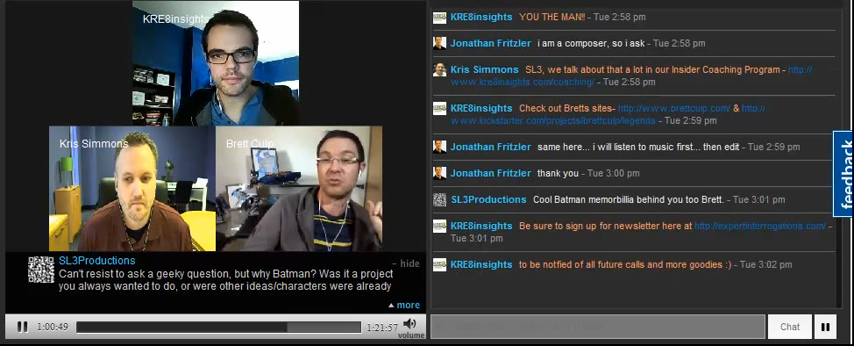 KRE8insights
Kris Simmons
Brett Culp
SL3Productions
– hide
Can't resist to ask a geeky question, but why Batman? Was it a project
you always wanted to do, or were other ideas/characters were already
more
1:00:49
1:21:57
volume
KRE8insights YOU THE MAN!! - Tue 2:58 pm
Jonathan Fritzler i am a composer, so i ask - Tue 2:58 pm
Kris Simmons SL3, we talk about that a lot in our Insider Coaching Program - http://
www.kre8insights.com/coaching/ - Tue 2:58 pm
KRE8insights Check out Bretts sites- http://www.brettculp.com/ & http://
www.kickstarter.com/projects/brettculp/legends - Tue 2:59 pm
Jonathan Fritzler same here... i will listen to music first... then edit - Tue 2:59 pm
Jonathan Fritzler thank you - Tue 3:00 pm
SL3Productions Cool Batman memorbillia behind you too Brett. - Tue 3:01 pm
KRE8insights Be sure to sign up for newsletter here at http://expertinterrogations.com/ -
Tue 3:01 pm
KRE8insights to be notfied of all future calls and more goodies :) - Tue 3:02 pm
Chat
feedback